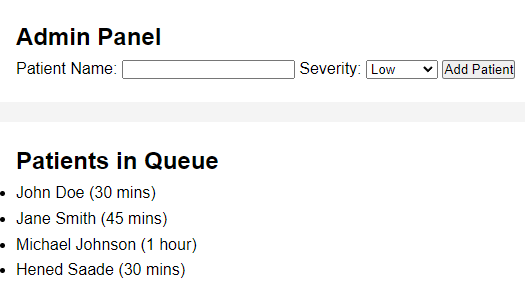 Admin Panel
Patient Name: Severity: Low Add Patient
Patients in Queue
John Doe (30 mins)
Jane Smith (45 mins)
Michael Johnson (1 hour)
Hened Saade (30 mins)